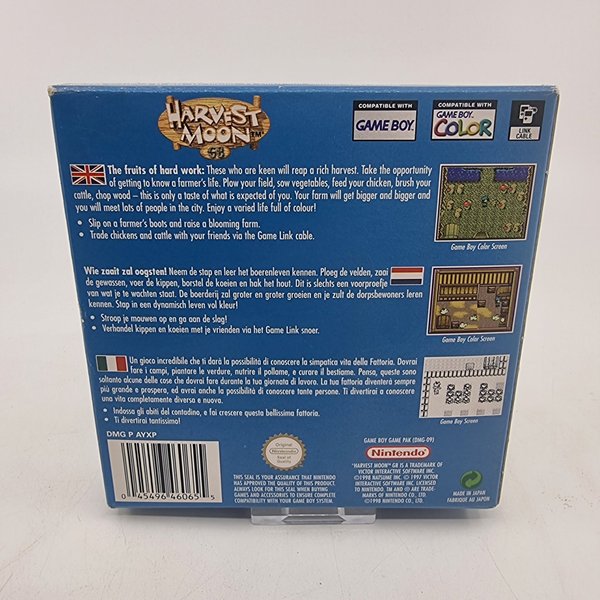 HARVEST
MOON TM
GB
COMPATIBLE WITH
GAME BOY
COMPATIBLE WITH
GAME BOY
COLOR
LINK
CABLE
The fruits of hard work: These who are keen will reap a rich harvest. Take the opportunity
of getting to know a farmer's life. Plow your field, sow vegetables, feed your chicken, brush your
cattle, chop wood – this is only a taste of what is expected of you. Your farm will get bigger and bigger and
you will meet lots of people in the city. Enjoy a varied life full of colour!
• Slip on a farmer's boots and raise a blooming farm.
• Trade chickens and cattle with your friends via the Game Link cable.
Game Boy Color Screen
Wie zaait zal oogsten! Neem de stap en leer het boerenleven kennen. Ploeg de velden, zaai
de gewassen, voer de kippen, borstel de koeien en hak het hout. Dit is slechts een voorproefje
van wat je te wachten staat. De boerderij zal groter en groter groeien en je zult de dorpsbewoners leren
kennen. Stap in een dynamisch leven vol kleur!
• Stroop je mouwen op en ga aan de slag!
• Verhandel kippen en koeien met je vrienden via het Game Link snoer.
Game Boy Color Screen
Un gioco incredibile che ti darà la possibilità di conoscere la simpatica vita della Fattoria. Dovrai
fare i campi, piantare le verdure, nutrire il pollame, e curare il bestiame. Pensa, queste sono
soltanto alcune delle cose che dovrai fare durante la tua giornata di lavoro. La tua fattoria diventerà sempre
più grande e prospera, ed avrai anche la possibilità di conoscere tante persone. Ti divertirai a conoscere
una vita completamente diversa e nuova.
• Indossa gli abiti del contadino, e fai crescere questa bellissima fattoria.
• Ti divertirai tantissimo!
Game Boy Screen
DMG P AYXP
0 45496 46065 5
Original
Nintendo
Seal of
Quality
THIS SEAL IS YOUR ASSURANCE THAT NINTENDO
HAS APPROVED THE QUALITY OF THIS PRODUCT.
ALWAYS LOOK FOR THIS SEAL WHEN BUYING
GAMES AND ACCESSORIES TO ENSURE COMPLETE
COMPATIBILITY WITH YOUR GAME BOY SYSTEM.
GAME BOY GAME PAK (DMG-09)
Nintendo
"HARVEST MOON" GB IS A TRADEMARK OF
VICTOR INTERACTIVE SOFTWARE INC.
©1998 NATSUME INC. © 1997 VICTOR
INTERACTIVE SOFTWARE INC. LICENSED
TO NINTENDO. TM AND ® ARE TRADE-
MARKS OF NINTENDO CO., LTD.
©1998 NINTENDO CO., LTD.
MADE IN JAPAN
FABRIQUE AU JAPON